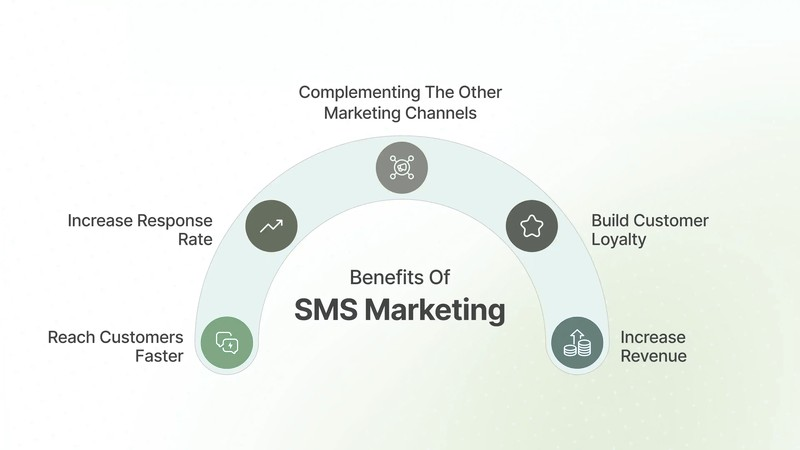 Complementing The Other
Marketing Channels
Increase Response
Rate
Build Customer
Loyalty
Benefits Of
SMS Marketing
Reach Customers
Faster
Increase
Revenue